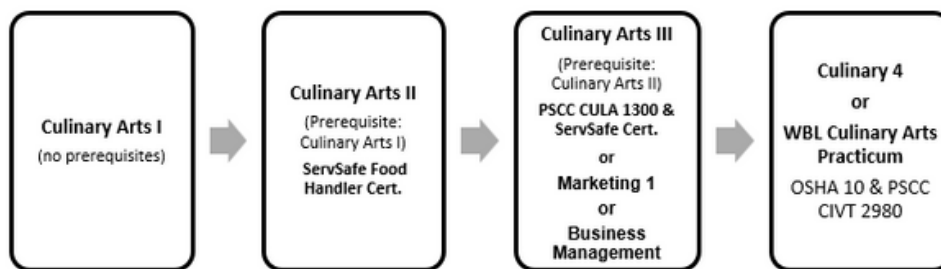 Culinary Arts I
(no prerequisites)
Culinary Arts II
(Prerequisite:
Culinary Arts I)
ServSafe Food
Handler Cert.
Culinary Arts III
(Prerequisite:
Culinary Arts II)
PSCC CULA 1300 &
ServSafe Cert.
or
Marketing 1
or
Business
Management
Culinary 4
or
WBL Culinary Arts
Practicum
OSHA 10 & PSCC
CIVT 2980